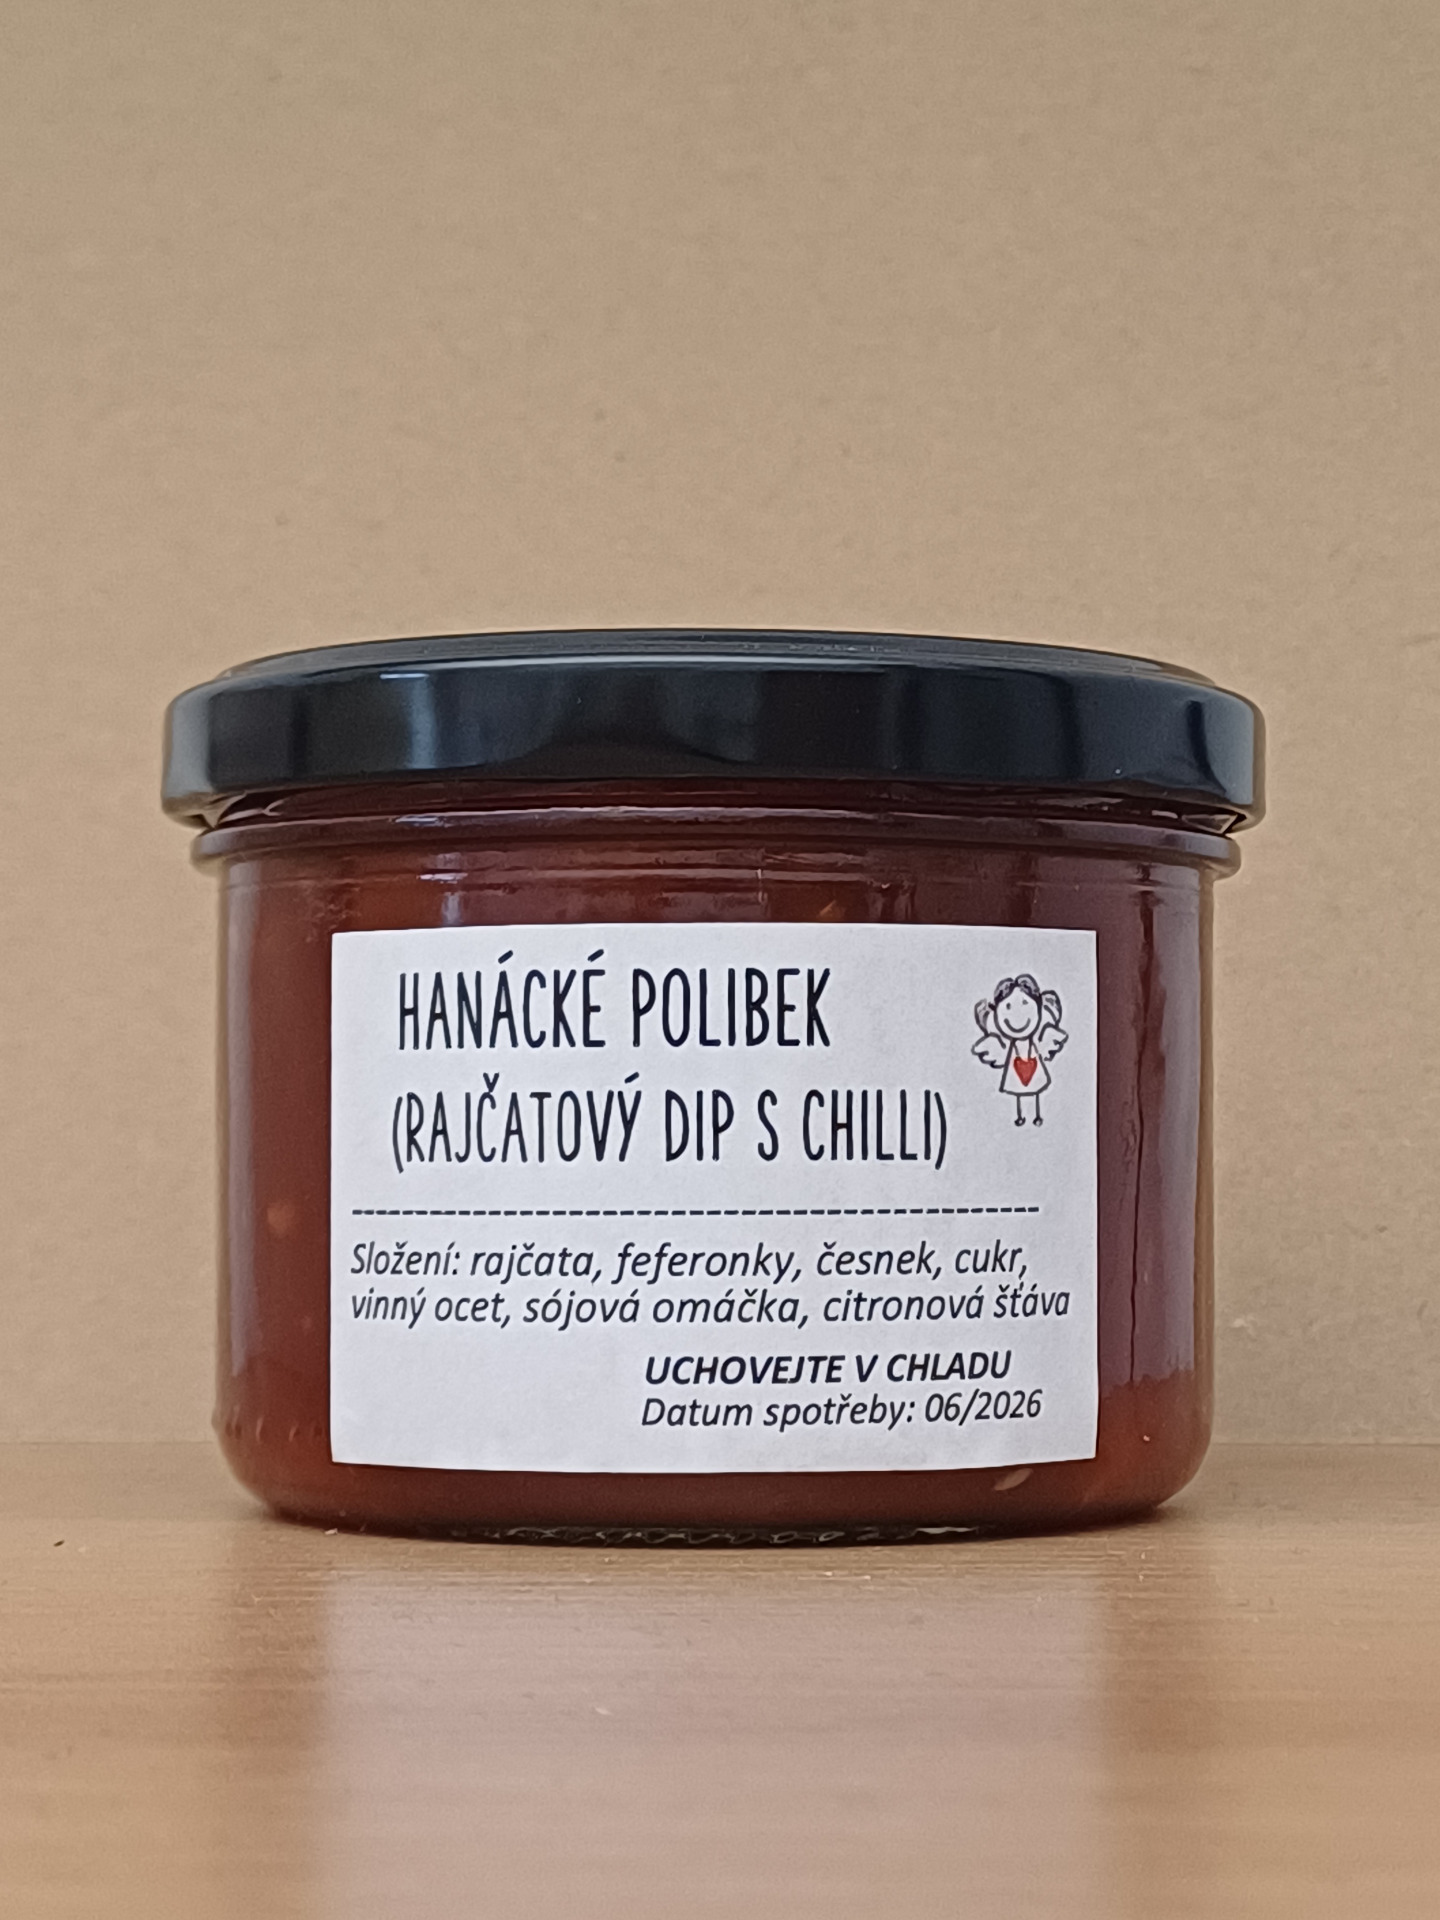 HANÁCKÉ POLIBEK
(RAJČATOVÝ DIP S CHILLI)
-------------------------------------------
Složení: rajčata, feferonky, česnek, cukr,
vinný ocet, sójová omáčka, citronová šťáva
UCHOVEJTE V CHLADU
Datum spotřeby: 06/2026